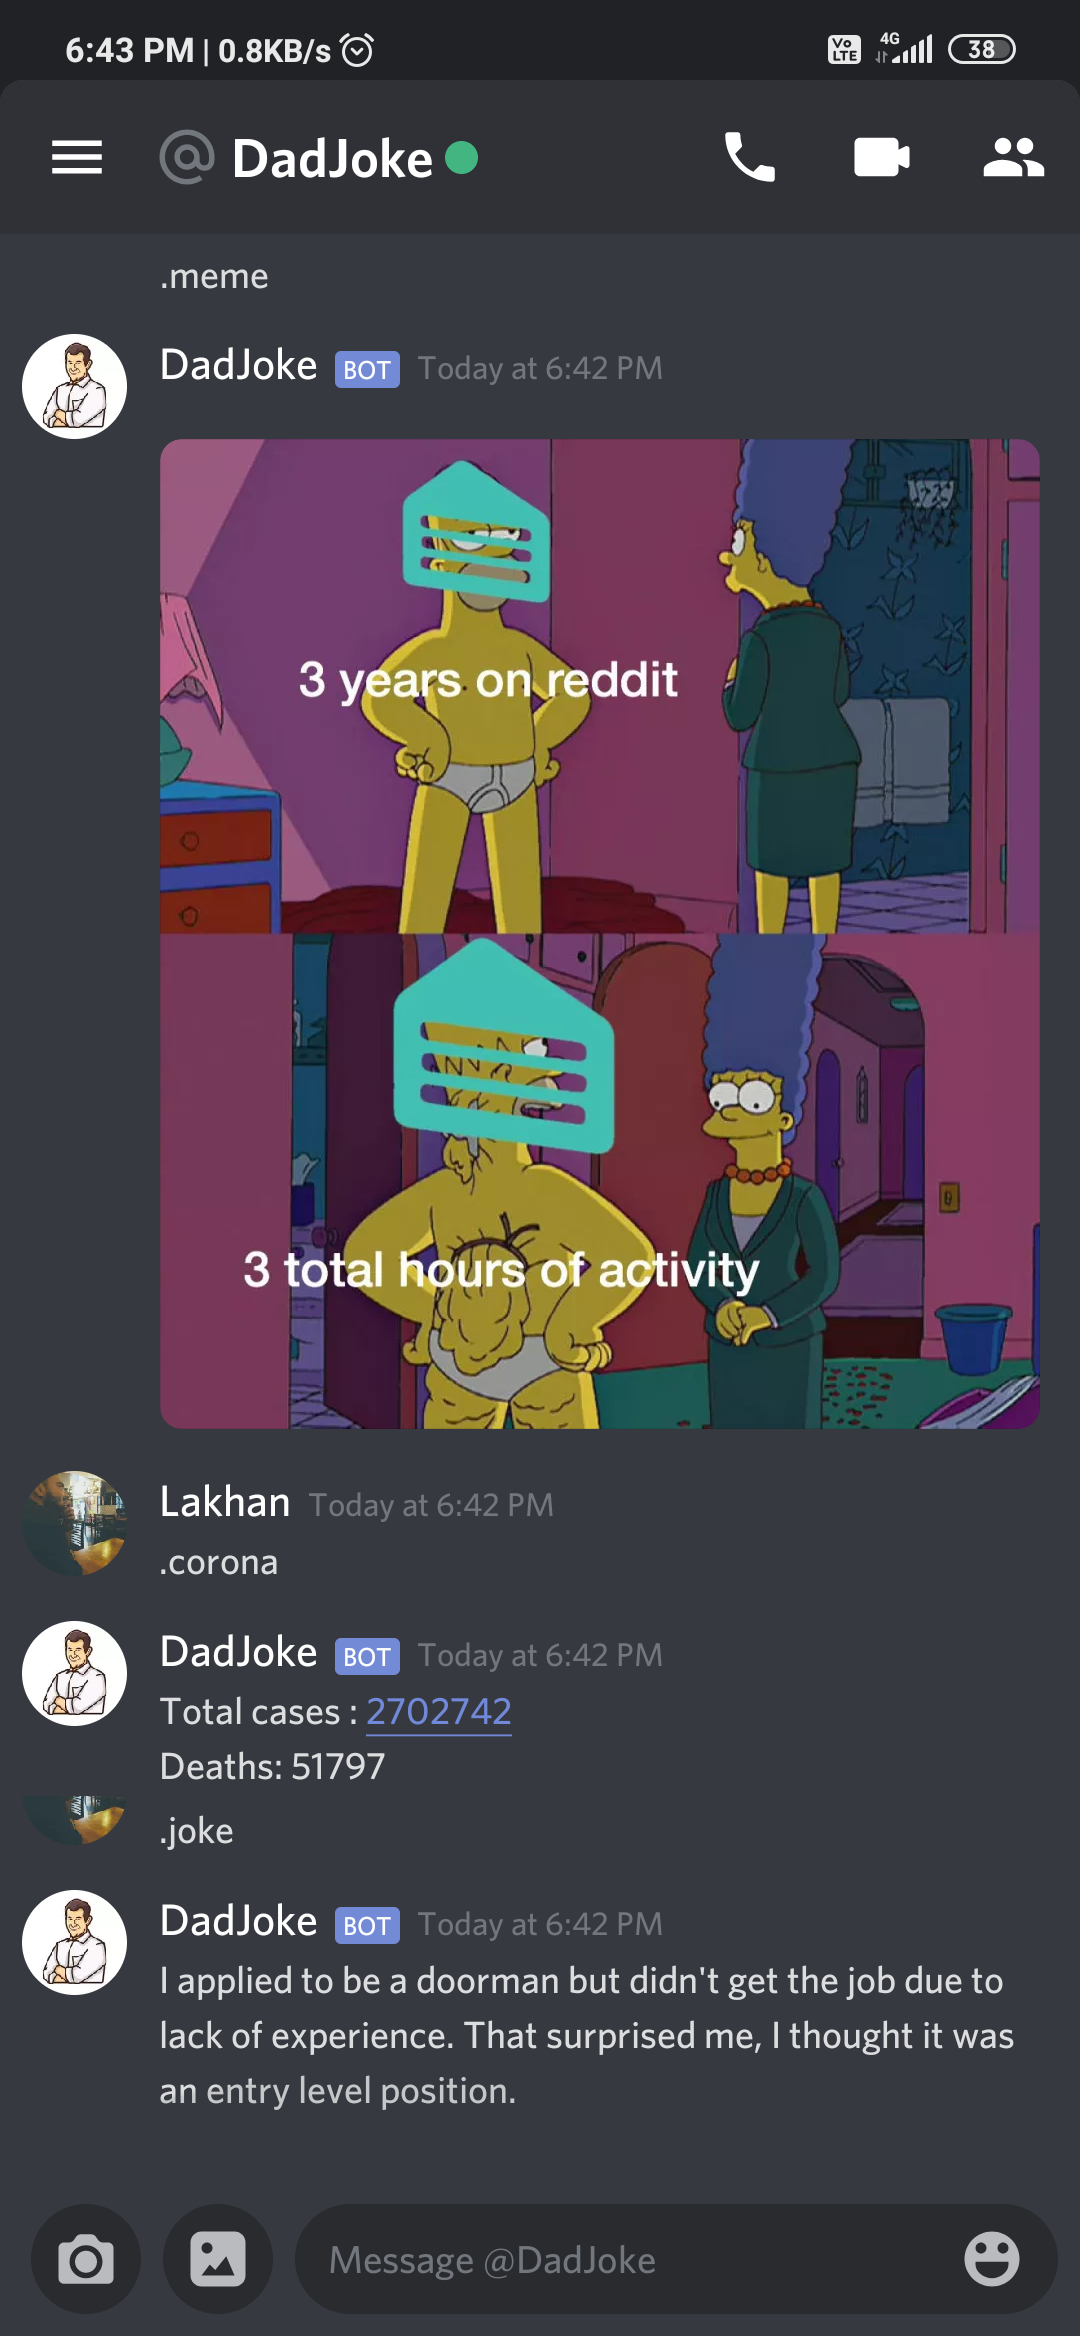 6:43 PM | 0.8KB/s
Vo
LTE
4G
38
@ DadJoke
.meme
DadJoke BOT Today at 6:42 PM
3 years on reddit
3 total hours of activity
Lakhan Today at 6:42 PM
.corona
DadJoke BOT Today at 6:42 PM
Total cases : 2702742
Deaths: 51797
.joke
DadJoke BOT Today at 6:42 PM
I applied to be a doorman but didn't get the job due to
lack of experience. That surprised me, I thought it was
an entry level position.
Message @DadJoke